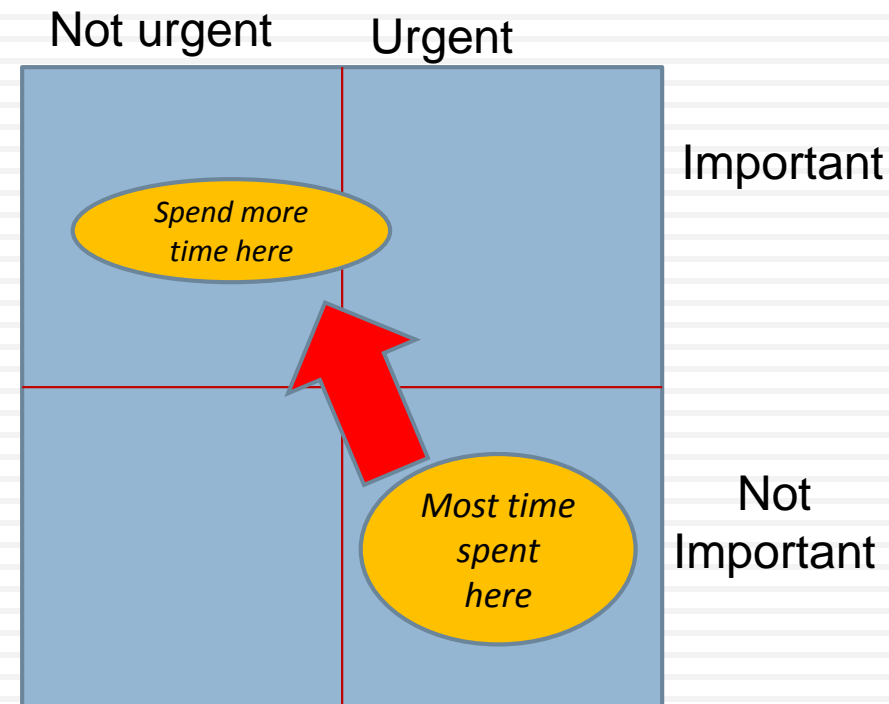 Not urgent
Urgent
Important
Spend more
time here
Most time
spent
here
Not
Important